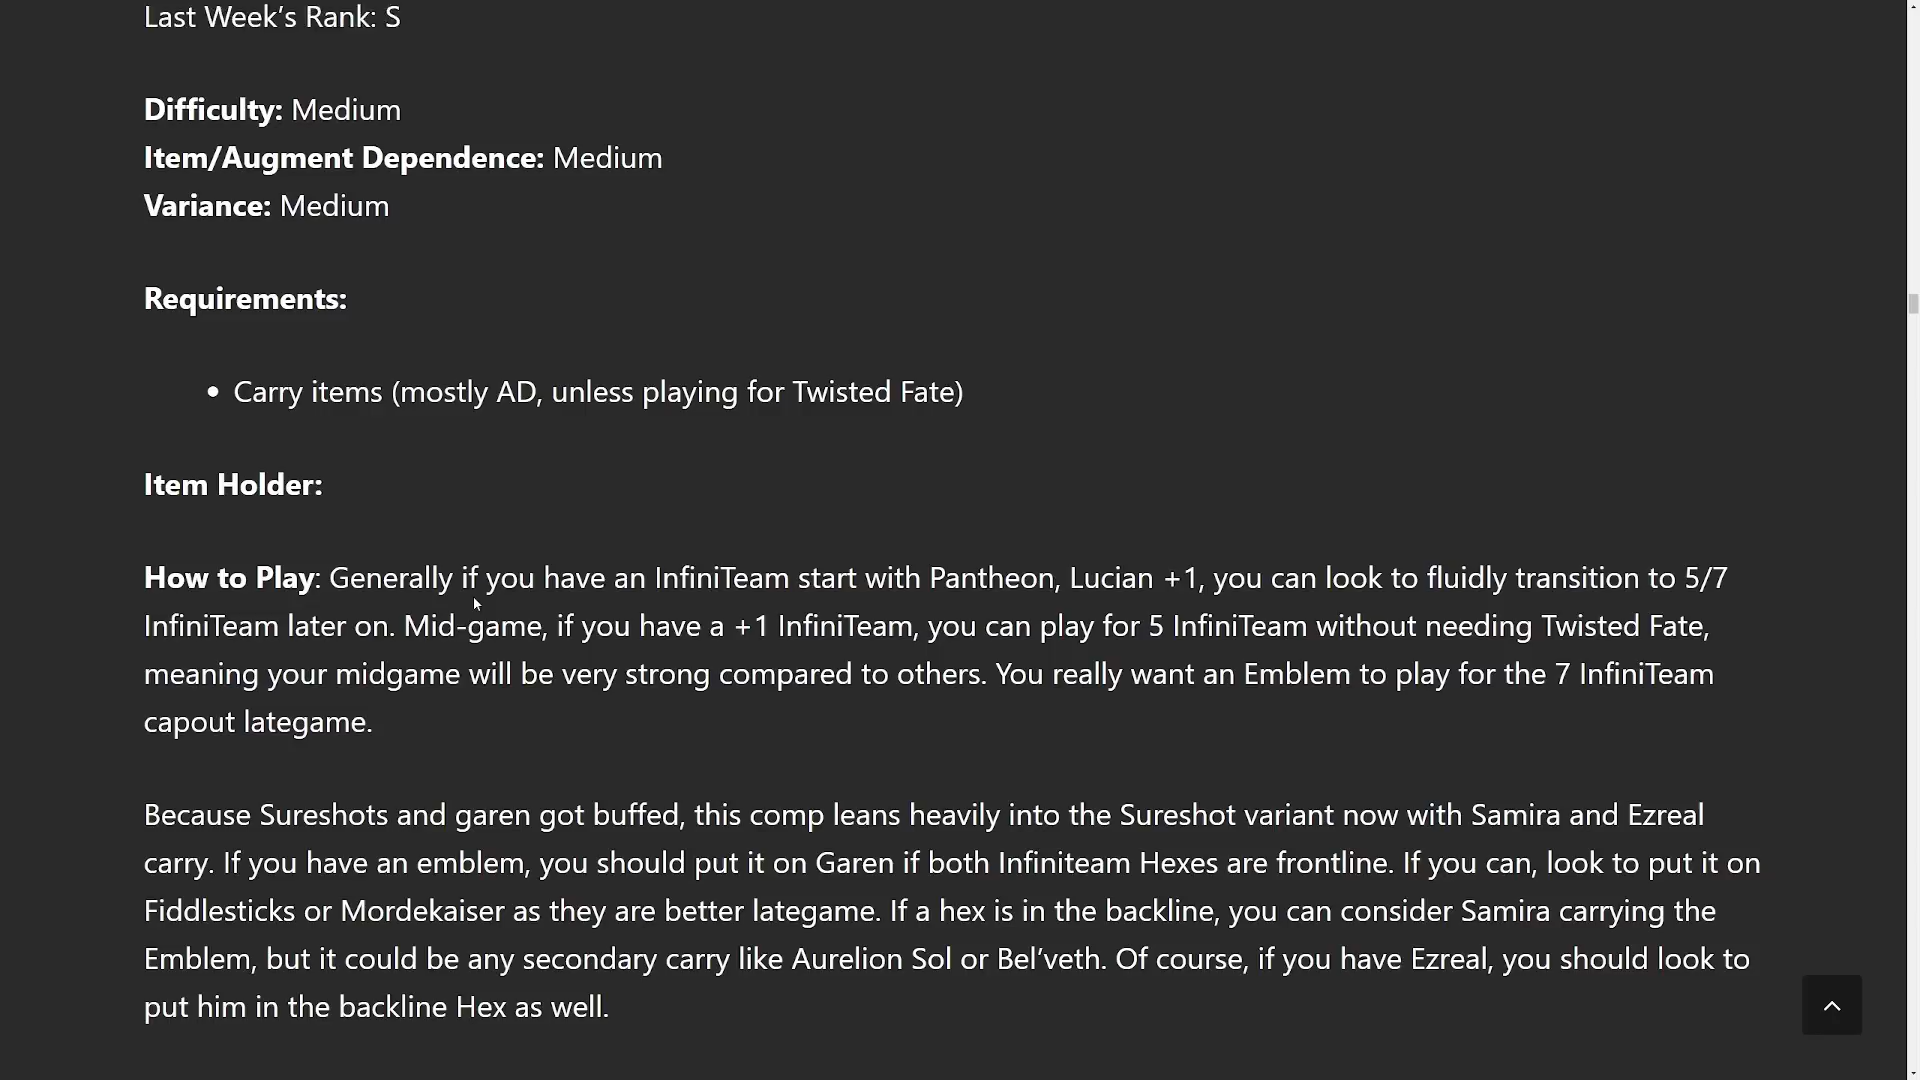 Last Week’s Rank: S
Difficulty: Medium
Item/Augment Dependence: Medium
Variance: Medium
Requirements:
• Carry items (mostly AD, unless playing for Twisted Fate)
Item Holder:
How to Play: Generally if you have an InfiniTeam start with Pantheon, Lucian +1, you can look to fluidly transition to 5/7
InfiniTeam later on. Mid-game, if you have a +1 InfiniTeam, you can play for 5 InfiniTeam without needing Twisted Fate,
meaning your midgame will be very strong compared to others. You really want an Emblem to play for the 7 InfiniTeam
capout lategame.
Because Sureshots and garen got buffed, this comp leans heavily into the Sureshot variant now with Samira and Ezreal
carry. If you have an emblem, you should put it on Garen if both Infiniteam Hexes are frontline. If you can, look to put it on
Fiddlesticks or Mordekaiser as they are better lategame. If a hex is in the backline, you can consider Samira carrying the
Emblem, but it could be any secondary carry like Aurelion Sol or Bel’veth. Of course, if you have Ezreal, you should look to
put him in the backline Hex as well.